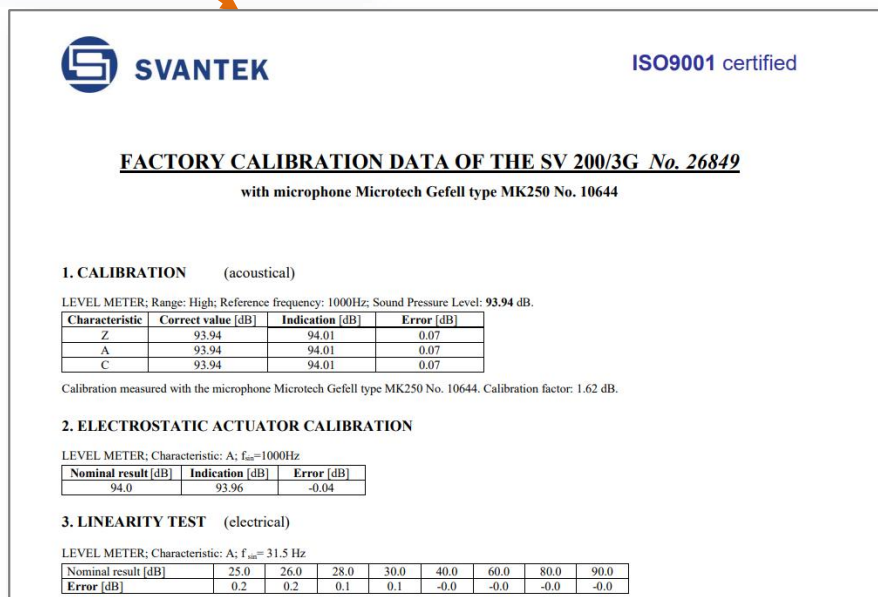 SVANTEK
ISO9001 certified
FACTORY CALIBRATION DATA OF THE SV 200/3G No. 26849
with microphone Microtech Gefell type MK250 No. 10644
1. CALIBRATION (acoustical)
LEVEL METER; Range: High; Reference frequency: 1000Hz; Sound Pressure Level: 93.94 dB.
Characteristic Correct value [dB] Indication [dB] Error [dB]
Z 93.94 94.01 0.07
A 93.94 94.01 0.07
C 93.94 94.01 0.07
Calibration measured with the microphone Microtech Gefell type MK250 No. 10644. Calibration factor: 1.62 dB.
2. ELECTROSTATIC ACTUATOR CALIBRATION
LEVEL METER; Characteristic: A; fsin=1000Hz
Nominal result [dB] Indication [dB] Error [dB]
94.0 93.96 -0.04
3. LINEARITY TEST (electrical)
LEVEL METER; Characteristic: A; f sin= 31.5 Hz
Nominal result [dB] 25.0 26.0 28.0 30.0 40.0 60.0 80.0 90.0
Error [dB] 0.2 0.2 0.1 0.1 -0.0 -0.0 -0.0 -0.0